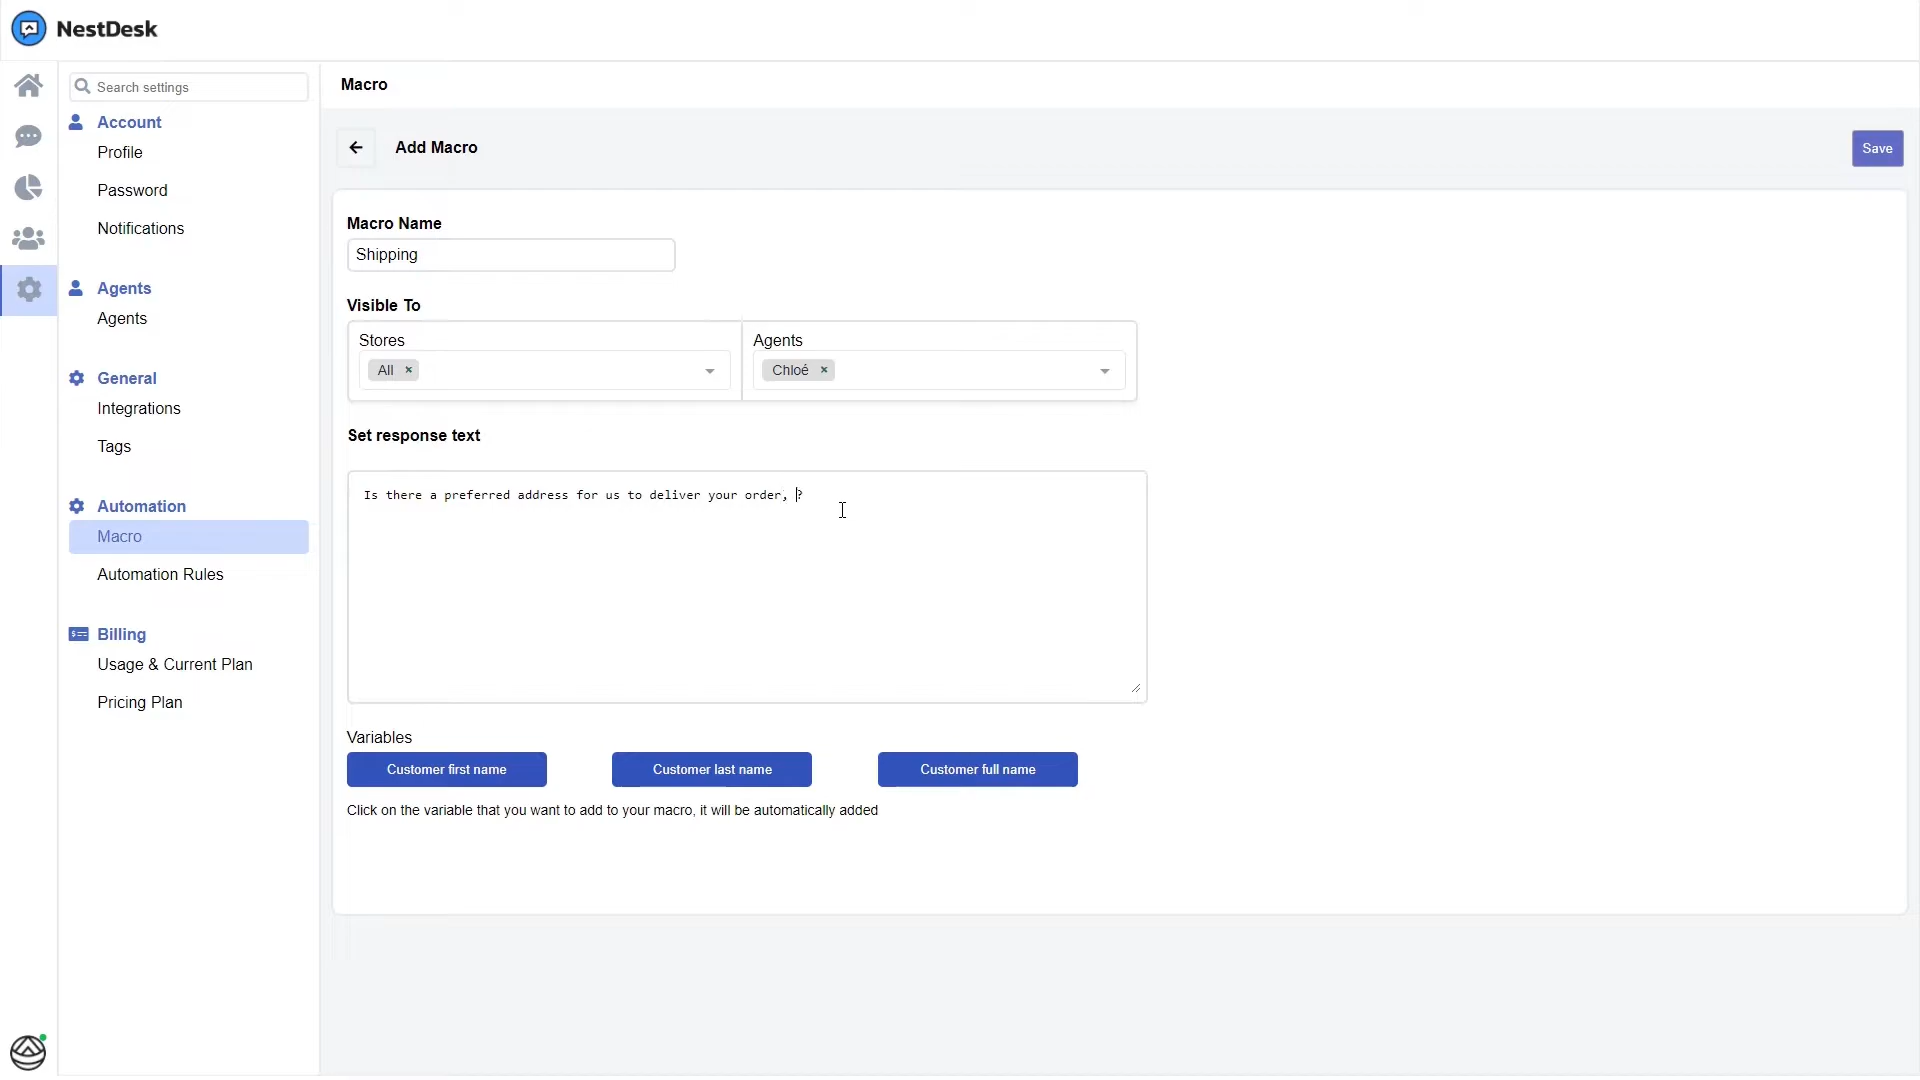 NestDesk
Search settings
Account
Profile
Password
Notifications
Agents
Agents
General
Integrations
Tags
Automation
Macro
Automation Rules
Billing
Usage & Current Plan
Pricing Plan
Macro
Add Macro
Save
Macro Name
Shipping
Visible To
Stores
All ×
Agents
Chloé ×
Set response text
Is there a preferred address for us to deliver your order, ?
Variables
Customer first name
Customer last name
Customer full name
Click on the variable that you want to add to your macro, it will be automatically added